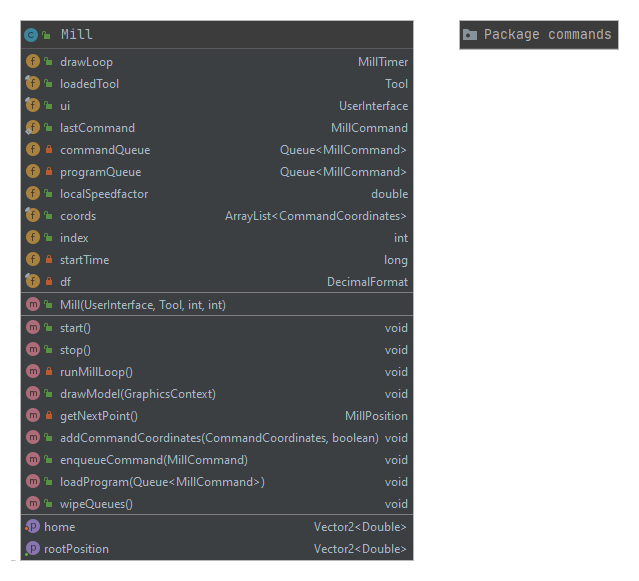 Mill
Package commands
drawLoop MillTimer
loadedTool Tool
ui UserInterface
lastCommand MillCommand
commandQueue Queue<MillCommand>
programQueue Queue<MillCommand>
localSpeedfactor double
coords ArrayList<CommandCoordinates>
index int
startTime long
df DecimalFormat
Mill(UserInterface, Tool, int, int)
start() void
stop() void
runMillLoop() void
drawModel(GraphicsContext) void
getNextPoint() MillPosition
addCommandCoordinates(CommandCoordinates, boolean) void
enqueueCommand(MillCommand) void
loadProgram(Queue<MillCommand>) void
wipeQueues() void
home Vector2<Double>
rootPosition Vector2<Double>